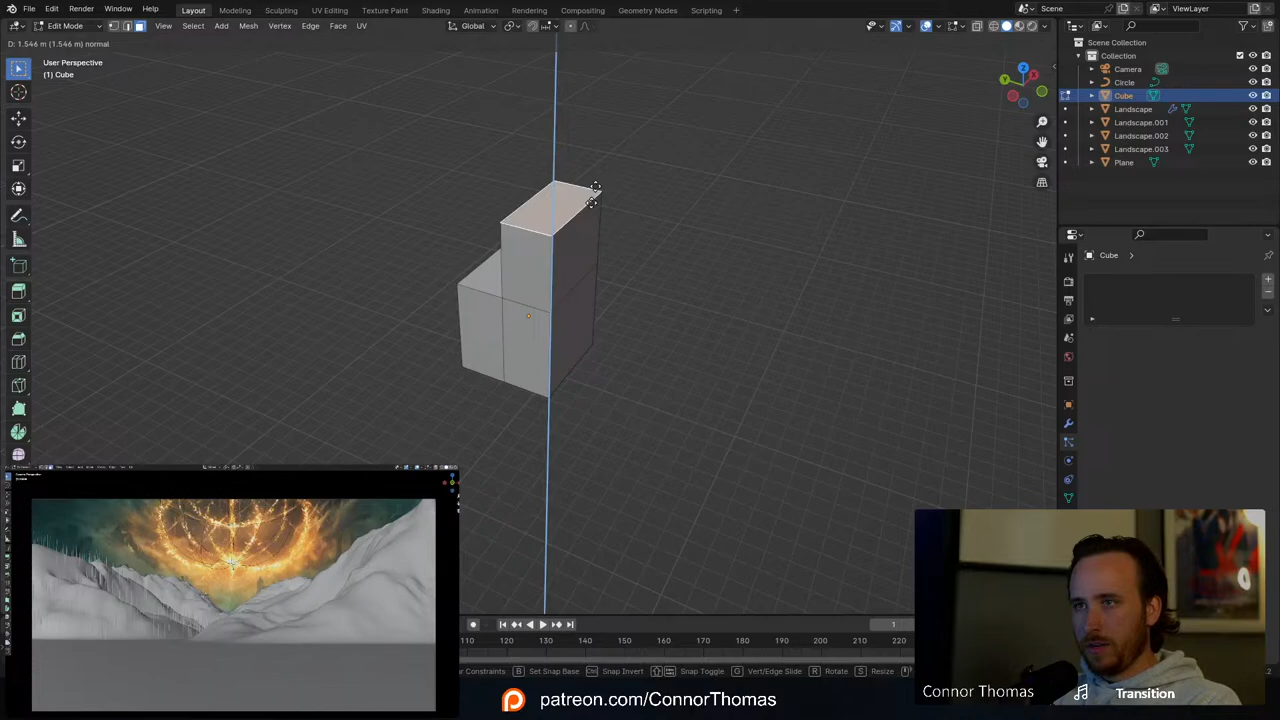 File Edit Render Window Help Layout Modeling Sculpting UV Editing Texture Paint Shading Animation Rendering Compositing Geometry Nodes Scripting Scene ViewLayer
Edit Mode View Select Add Mesh Vertex Edge Face UV Global
D: 1.546 m (1.546 m) normal
User Perspective
(1) Cube
Scene Collection
Collection
Camera
Circle
Cube
Landscape
Landscape.001
Landscape.002
Landscape.003
Plane
Z
X
Y
Cube
1
110 120 130 140 150 160 170 180 190 200 210 220
Constraints B Set Snap Base Ctrl Snap Invert Snap Toggle G Vert/Edge Slide R Rotate S Resize
patreon.com/ConnorThomas
Connor Thomas
Transition